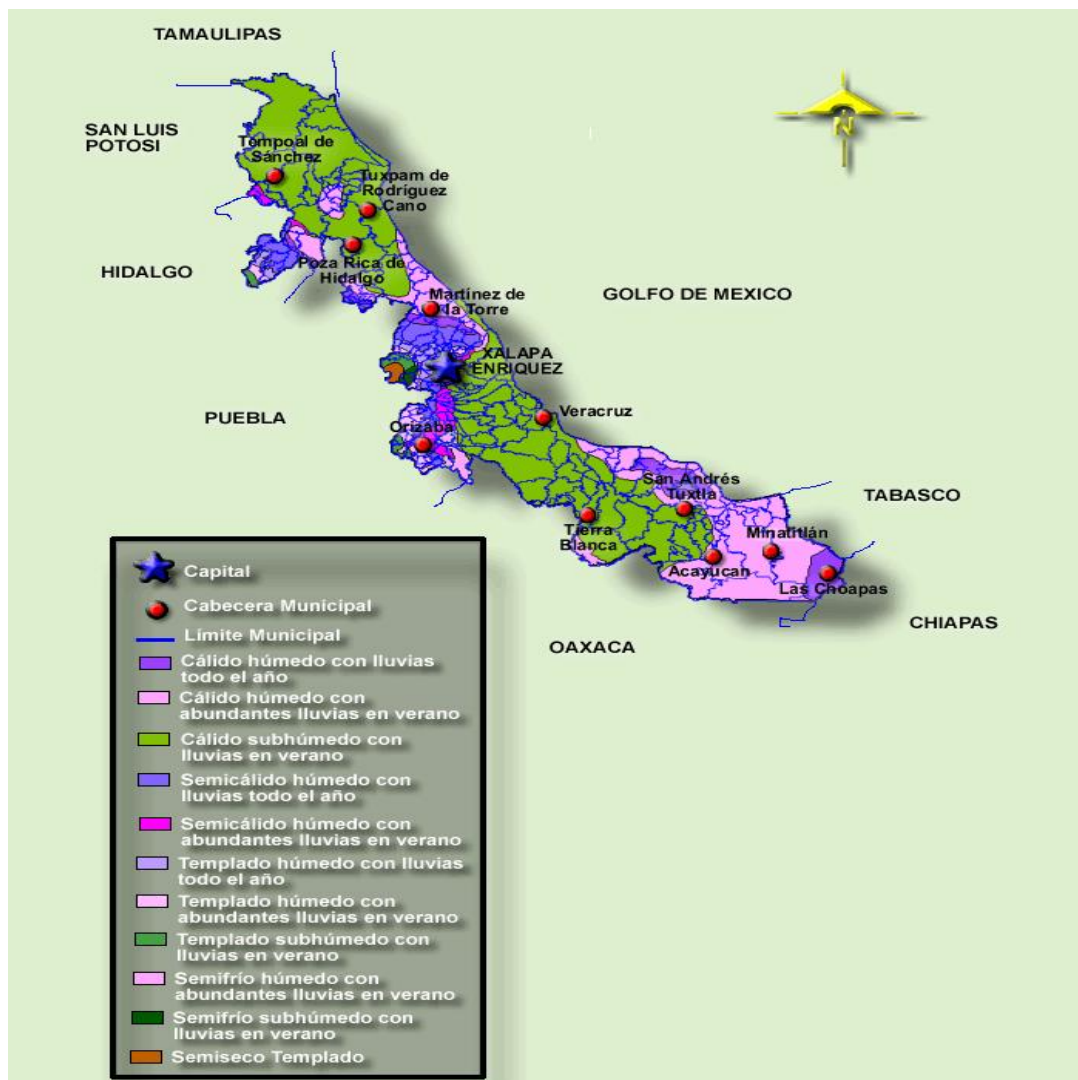 TAMAULIPAS
SAN LUIS
POTOSI
N
Tempoal de
Sánchez
Tuxpam de
Rodríguez
Cano
HIDALGO
Poza Rica de
Hidalgo
GOLFO DE MEXICO
Martínez de
la Torre
XALAPA
ENRIQUEZ
PUEBLA
Veracruz
Orizaba
San Andrés
Tuxtla
TABASCO
Tierra
Blanca
Minatitlán
Acayucan
Las Choapas
CHIAPAS
OAXACA
Capital
Cabecera Municipal
Límite Municipal
Cálido húmedo con lluvias
todo el año
Cálido húmedo con
abundantes lluvias en verano
Cálido subhúmedo con
lluvias en verano
Semicálido húmedo con
lluvias todo el año
Semicálido húmedo con
abundantes lluvias en verano
Templado húmedo con lluvias
todo el año
Templado húmedo con
abundantes lluvias en verano
Templado subhúmedo con
lluvias en verano
Semifrío húmedo con
abundantes lluvias en verano
Semifrío subhúmedo con
lluvias en verano
Semiseco Templado